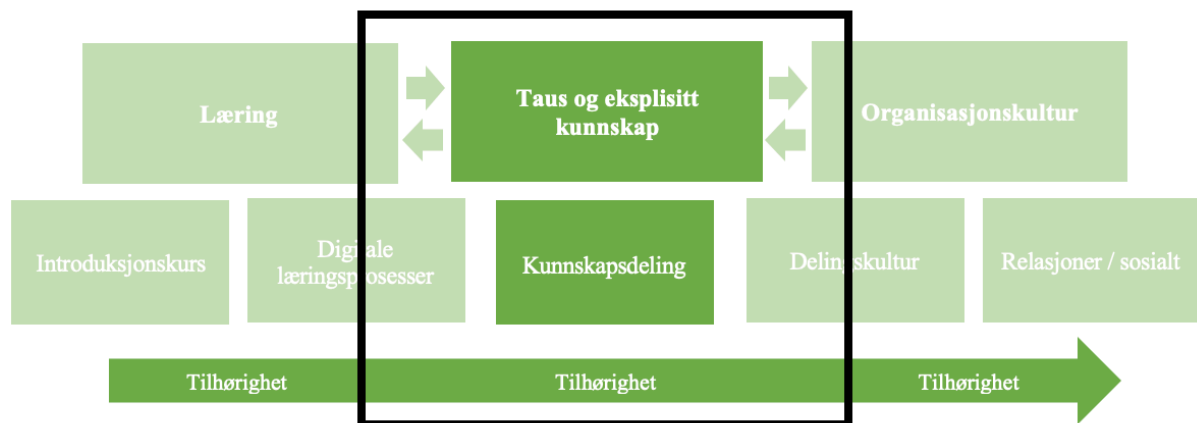 Læring
Taus og eksplisitt
kunnskap
Organisasjonskultur
Introduksjonskurs
Digitale
læringsprosesser
Kunnskapsdeling
Delingskultur
Relasjoner / sosialt
Tilhørighet
Tilhørighet
Tilhørighet